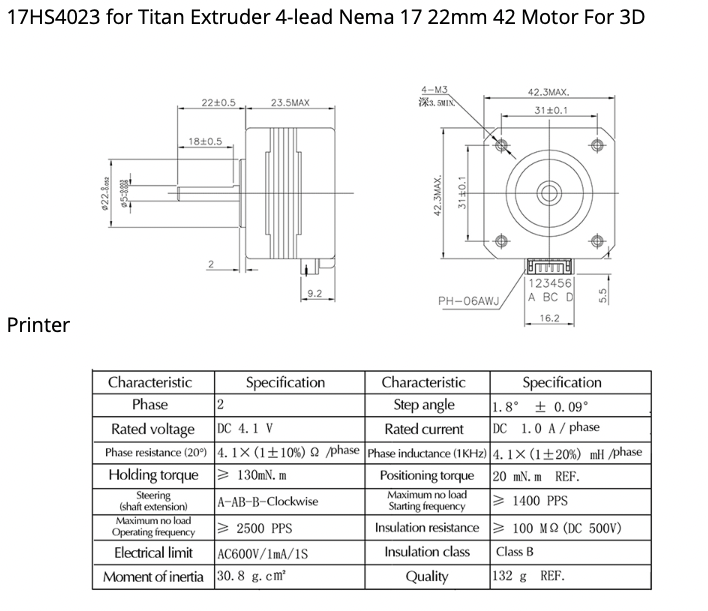 17HS4023 for Titan Extruder 4-lead Nema 17 22mm 42 Motor For 3D
22±0.5
23.5MAX
18±0.5
2
9.2
4-M3
深3.5MIN.
42.3MAX.
31±0.1
42.3MAX.
31±0.1
123456
A BC D
PH-06AWJ
5.5
16.2
Printer
Characteristic Specification Characteristic Specification
Phase 2 Step angle 1.8° ± 0.09°
Rated voltage DC 4.1 V Rated current DC 1.0 A / phase
Phase resistance (20°) 4.1×(1±10%) Ω /phase Phase inductance (1KHz) 4.1×(1±20%) mH /phase
Holding torque ≥ 130mN.m Positioning torque 20 mN.m REF.
Steering
(shaft extension) A-AB-B-Clockwise Maximum no load
Starting frequency ≥ 1400 PPS
Maximum no load
Operating frequency ≥ 2500 PPS Insulation resistance ≥ 100 MΩ (DC 500V)
Electrical limit AC600V/1mA/1S Insulation class Class B
Moment of inertia 30.8 g.cm² Quality 132 g REF.